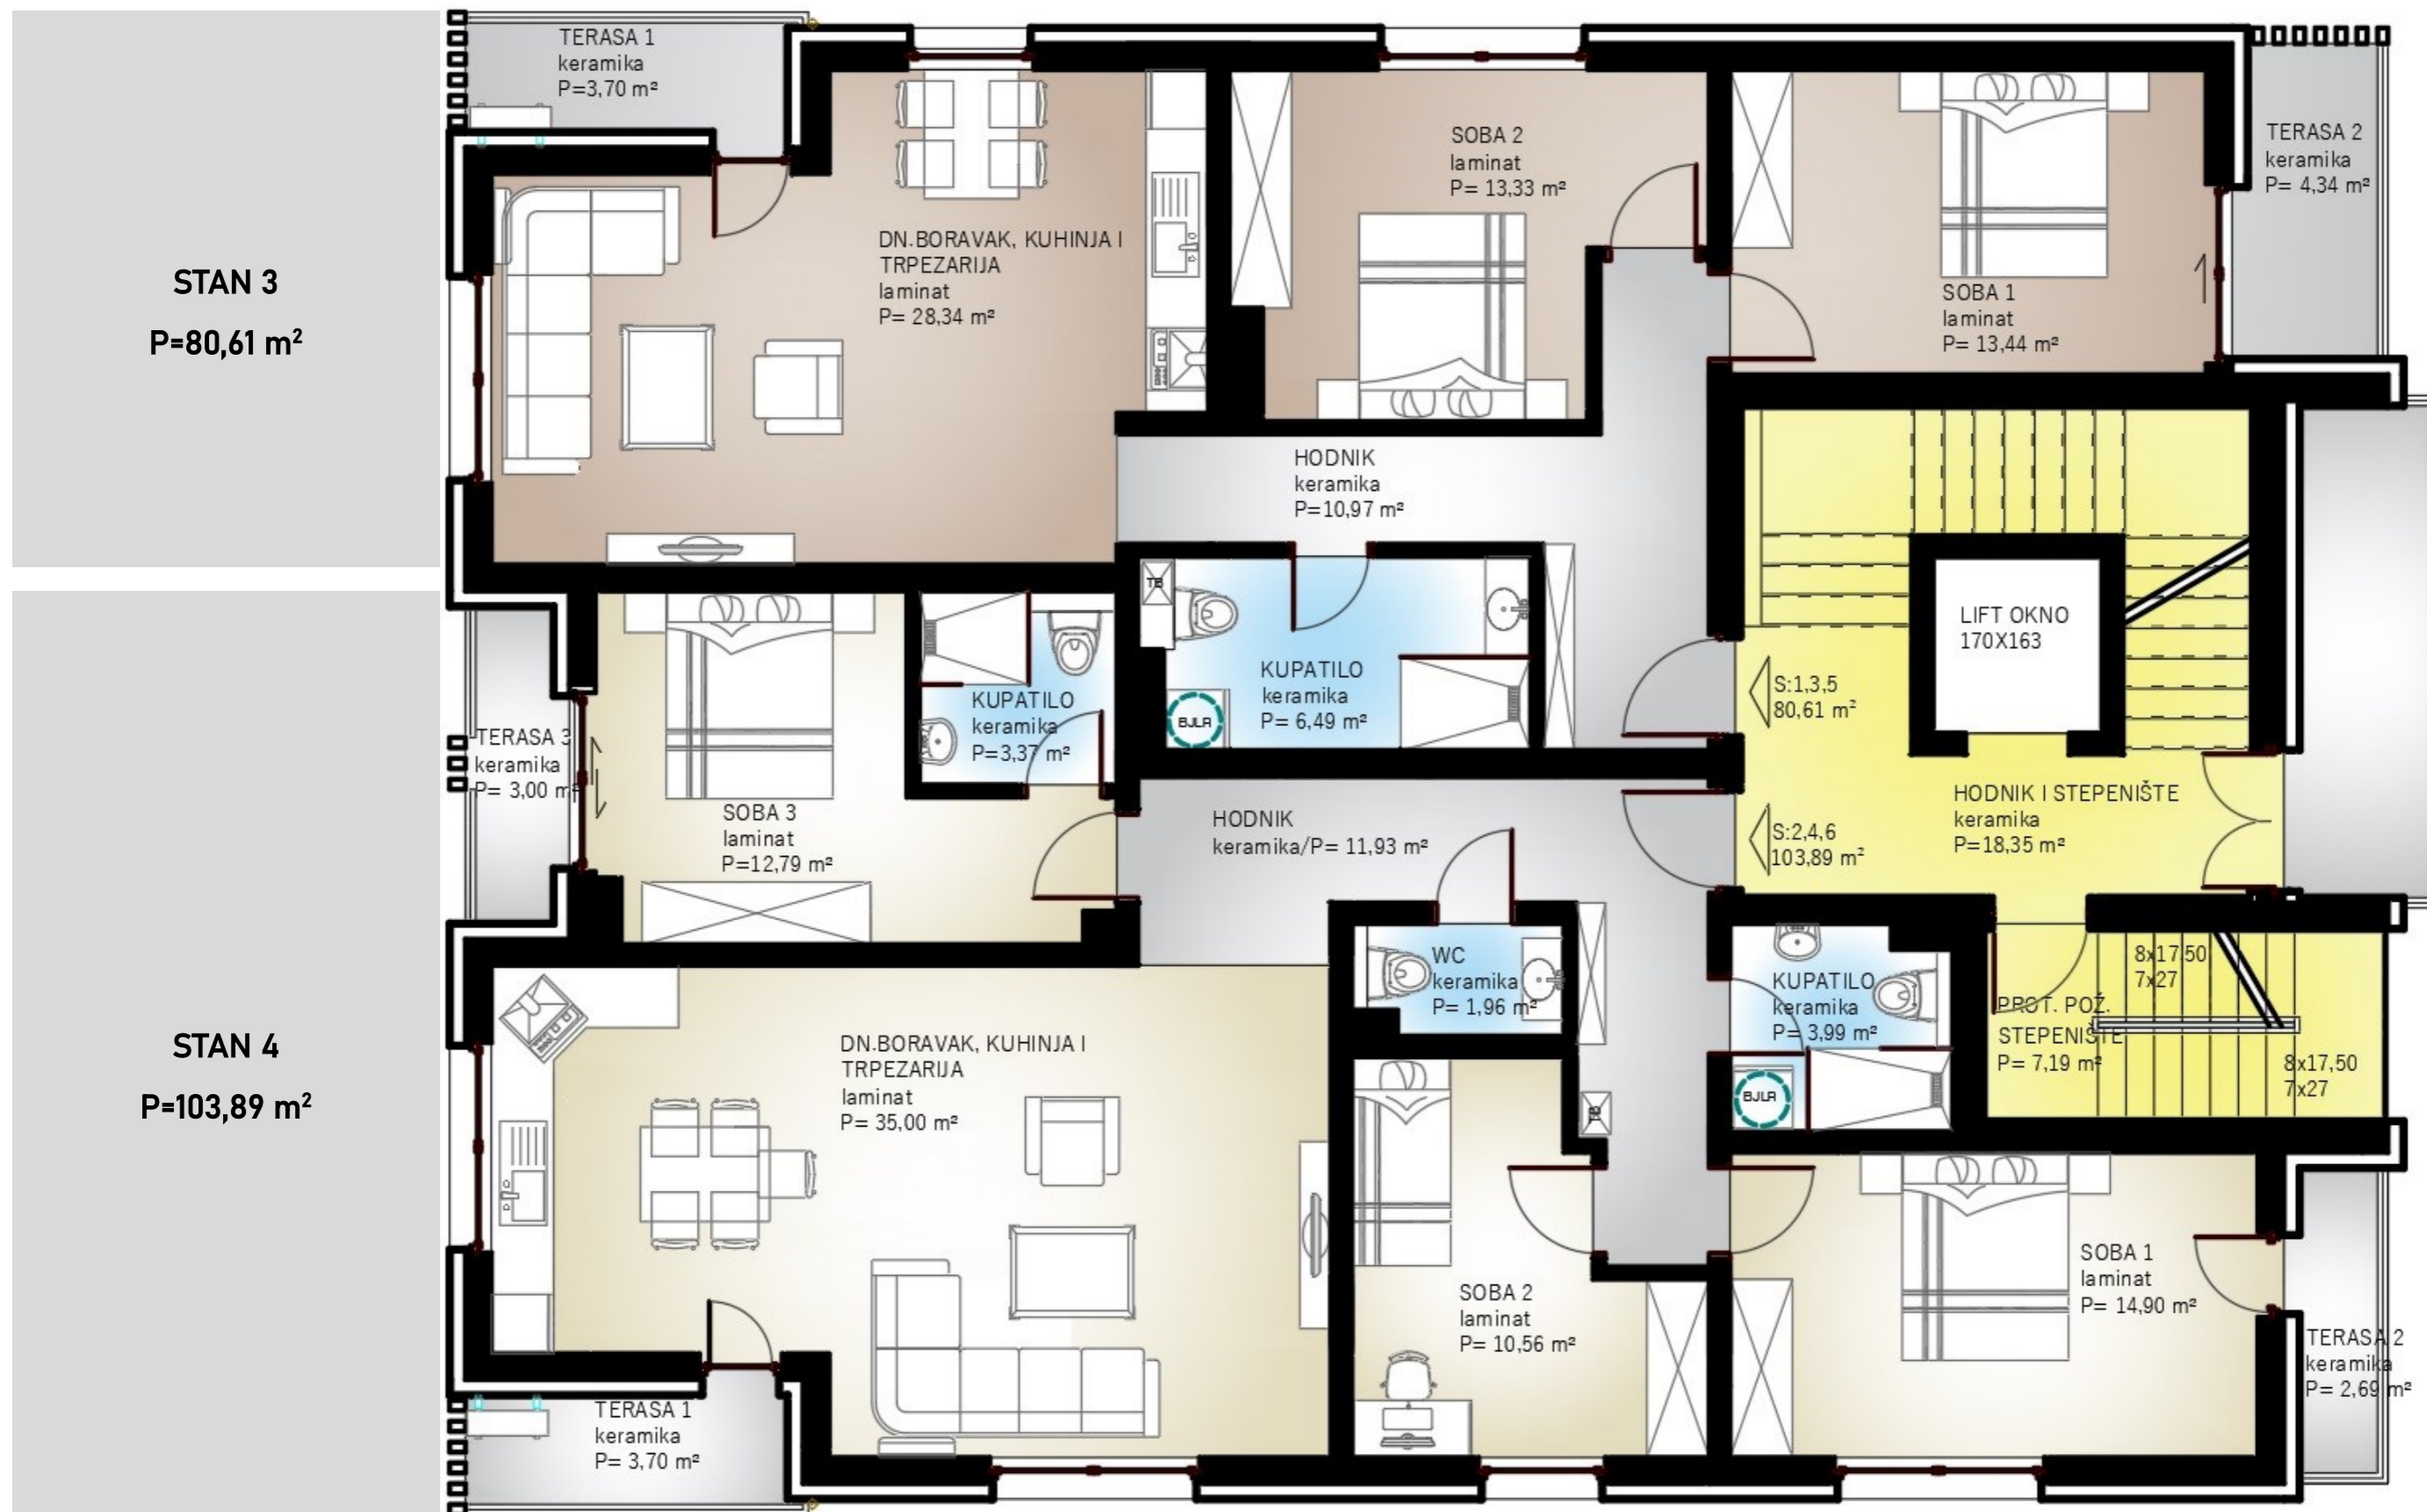 STAN 3
P=80,61 m²
TERASA 1
keramika
P=3,70 m²
DN.BORAVAK, KUHINJA I
TRPEZARIJA
laminat
P= 28,34 m²
SOBA 2
laminat
P= 13,33 m²
SOBA 1
laminat
P= 13,44 m²
TERASA 2
keramika
P= 4,34 m²
HODNIK
keramika
P=10,97 m²
TB
KUPATILO
keramika
P= 6,49 m²
BJLR
LIFT OKNO
170X163
S:1,3,5
80,61 m²
S:2,4,6
103,89 m²
HODNIK I STEPENIŠTE
keramika
P=18,35 m²
STAN 4
P=103,89 m²
TERASA 3
keramika
P= 3,00 m²
SOBA 3
laminat
P=12,79 m²
KUPATILO
keramika
P=3,37 m²
HODNIK
keramika/P= 11,93 m²
WC
keramika
P= 1,96 m²
KUPATILO
keramika
P= 3,99 m²
BJLR
TB
8x17,50
7x27
PROT. POŽ.
STEPENIŠTE
P= 7,19 m²
8x17,50
7x27
DN.BORAVAK, KUHINJA I
TRPEZARIJA
laminat
P= 35,00 m²
SOBA 2
laminat
P= 10,56 m²
SOBA 1
laminat
P= 14,90 m²
TERASA 2
keramika
P= 2,69 m²
TERASA 1
keramika
P= 3,70 m²